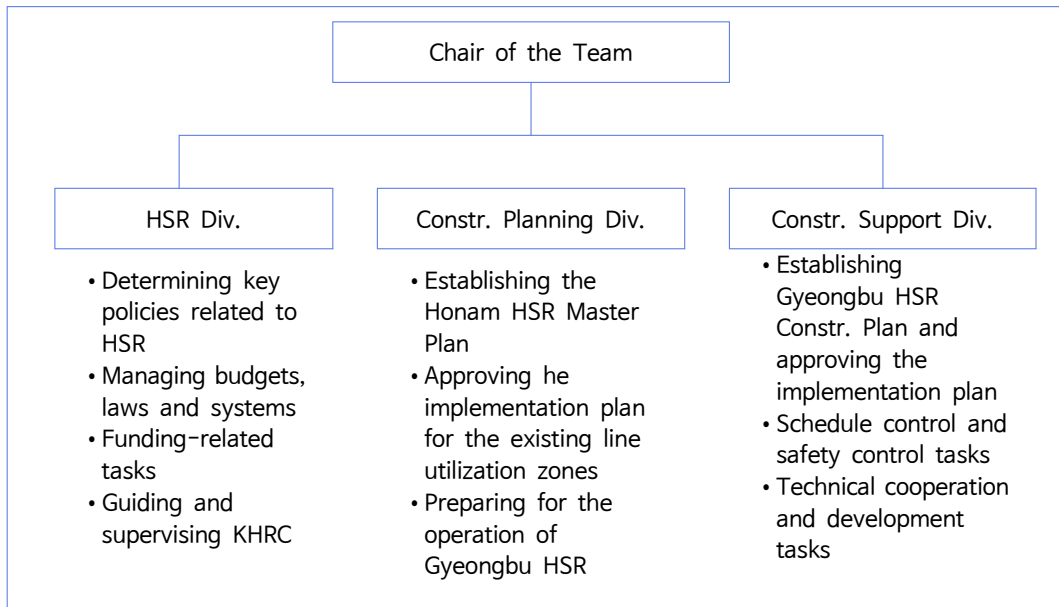 Chair of the Team
HSR Div.
• Determining key
policies related to
HSR
• Managing budgets,
laws and systems
• Funding-related
tasks
• Guiding and
supervising KHRC
Constr. Planning Div.
• Establishing the
Honam HSR Master
Plan
• Approving he
implementation plan
for the existing line
utilization zones
• Preparing for the
operation of
Gyeongbu HSR
Constr. Support Div.
• Establishing
Gyeongbu HSR
Constr. Plan and
approving the
implementation plan
• Schedule control and
safety control tasks
• Technical cooperation
and development
tasks